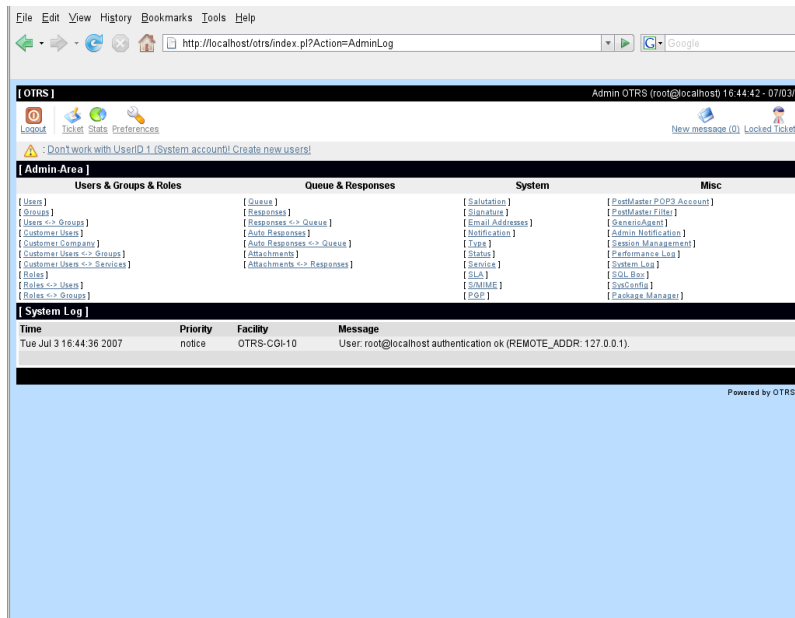 File Edit View History Bookmarks Tools Help
http://localhost/otrs/index.pl?Action=AdminLog
G Google
[ OTRS ] Admin OTRS (root@localhost) 16:44:42 - 07/03/
Logout Ticket Stats Preferences New message (0) Locked Ticket
: Don't work with UserID 1 (System account)! Create new users!
[ Admin-Area ]
Users & Groups & Roles Queue & Responses System Misc
[ Users ] [ Queue ] [ Salutation ] [ PostMaster POP3 Account ]
[ Groups ] [ Responses ] [ Signature ] [ PostMaster Filter ]
[ Users <-> Groups ] [ Responses <-> Queue ] [ Email Addresses ] [ GenericAgent ]
[ Customer Users ] [ Auto Responses ] [ Notification ] [ Admin Notification ]
[ Customer Company ] [ Auto Responses <-> Queue ] [ Type ] [ Session Management ]
[ Customer Users <-> Groups ] [ Attachments ] [ Status ] [ Performance Log ]
[ Customer Users <-> Services ] [ Attachments <-> Responses ] [ Service ] [ System Log ]
[ Roles ] [ SLA ] [ SQL Box ]
[ Roles <-> Users ] [ S/MIME ] [ SysConfig ]
[ Roles <-> Groups ] [ PGP ] [ Package Manager ]
[ System Log ]
Time Priority Facility Message
Tue Jul 3 16:44:36 2007 notice OTRS-CGI-10 User: root@localhost authentication ok (REMOTE_ADDR: 127.0.0.1).
Powered by OTRS